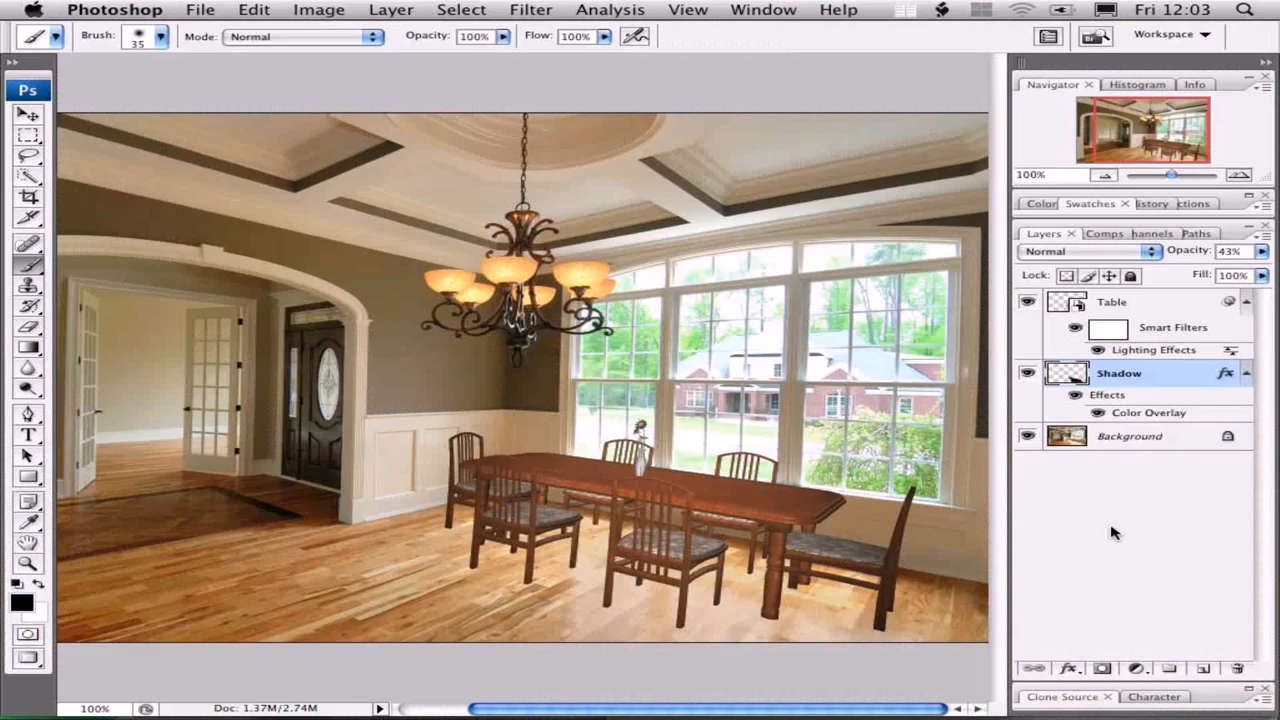 Photoshop File Edit Image Layer Select Filter Analysis View Window Help Fri 12:03
Brush: 35 Mode: Normal Opacity: 100% Flow: 100% Workspace
Ps
Navigator Histogram Info
100%
Color Swatches istory ctions
Layers Comps hannels Paths
Normal Opacity: 43%
Lock: Fill: 100%
Table
Smart Filters
Lighting Effects
Shadow fx
Effects
Color Overlay
Background
T
fx
Clone Source Character
100% Doc: 1.37M/2.74M